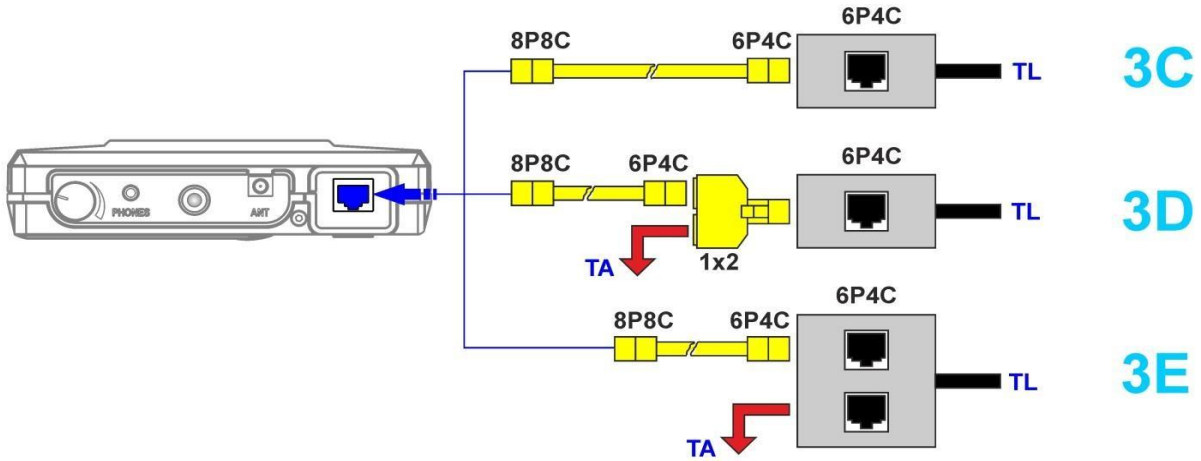 6P4C
8P8C 6P4C
TL 3C
6P4C
8P8C 6P4C
PHONES ANT
TL 3D
TA 1x2
6P4C
8P8C 6P4C
TL 3E
TA